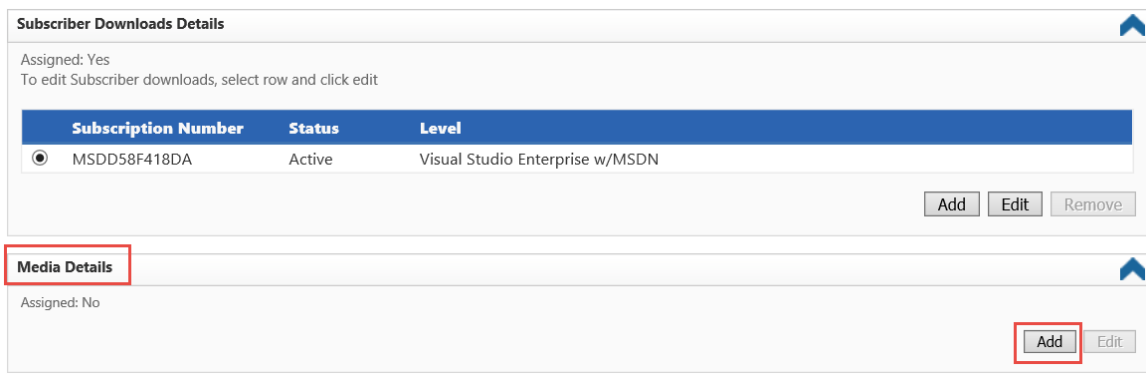 Subscriber Downloads Details
Assigned: Yes
To edit Subscriber downloads, select row and click edit
Subscription Number Status Level
MSDD58F418DA Active Visual Studio Enterprise w/MSDN
Add Edit Remove
Media Details
Assigned: No
Add Edit